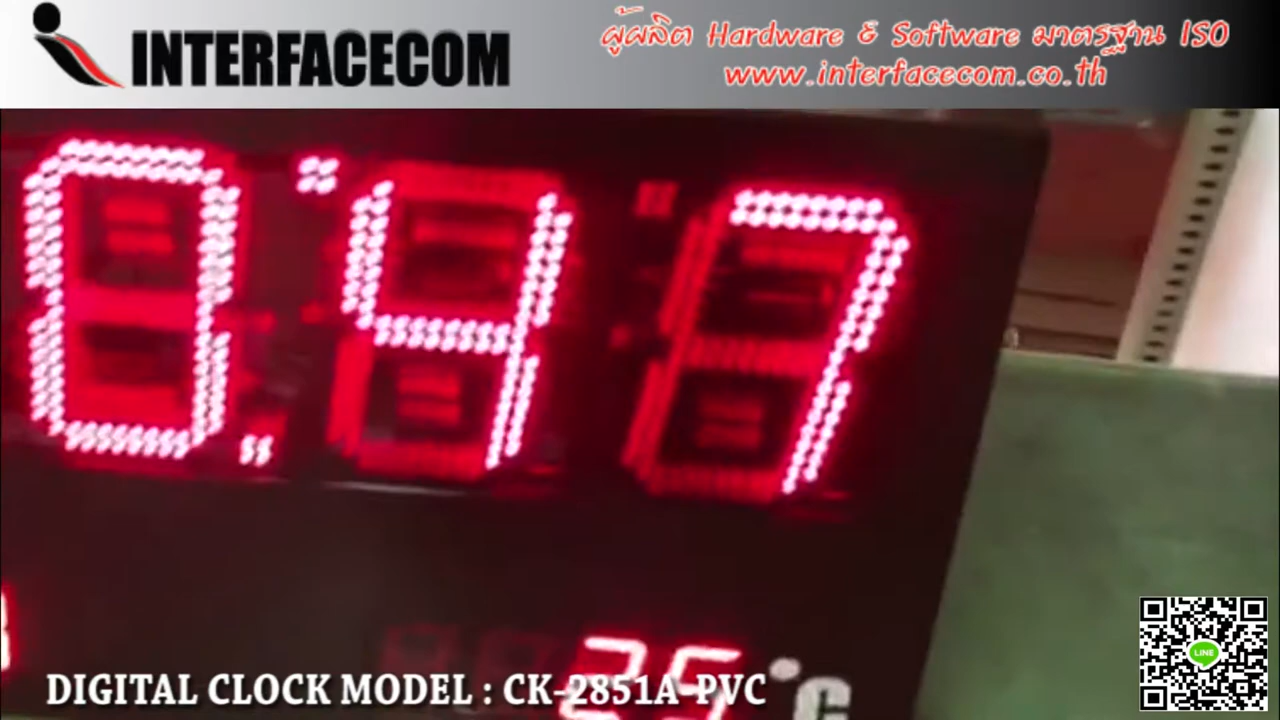 INTERFACECOM
ผู้ผลิต Hardware & Software มาตรฐาน ISO
www.interfacecom.co.th
0 47
25 °C
DIGITAL CLOCK MODEL : CK-2851A-PVC
LINE